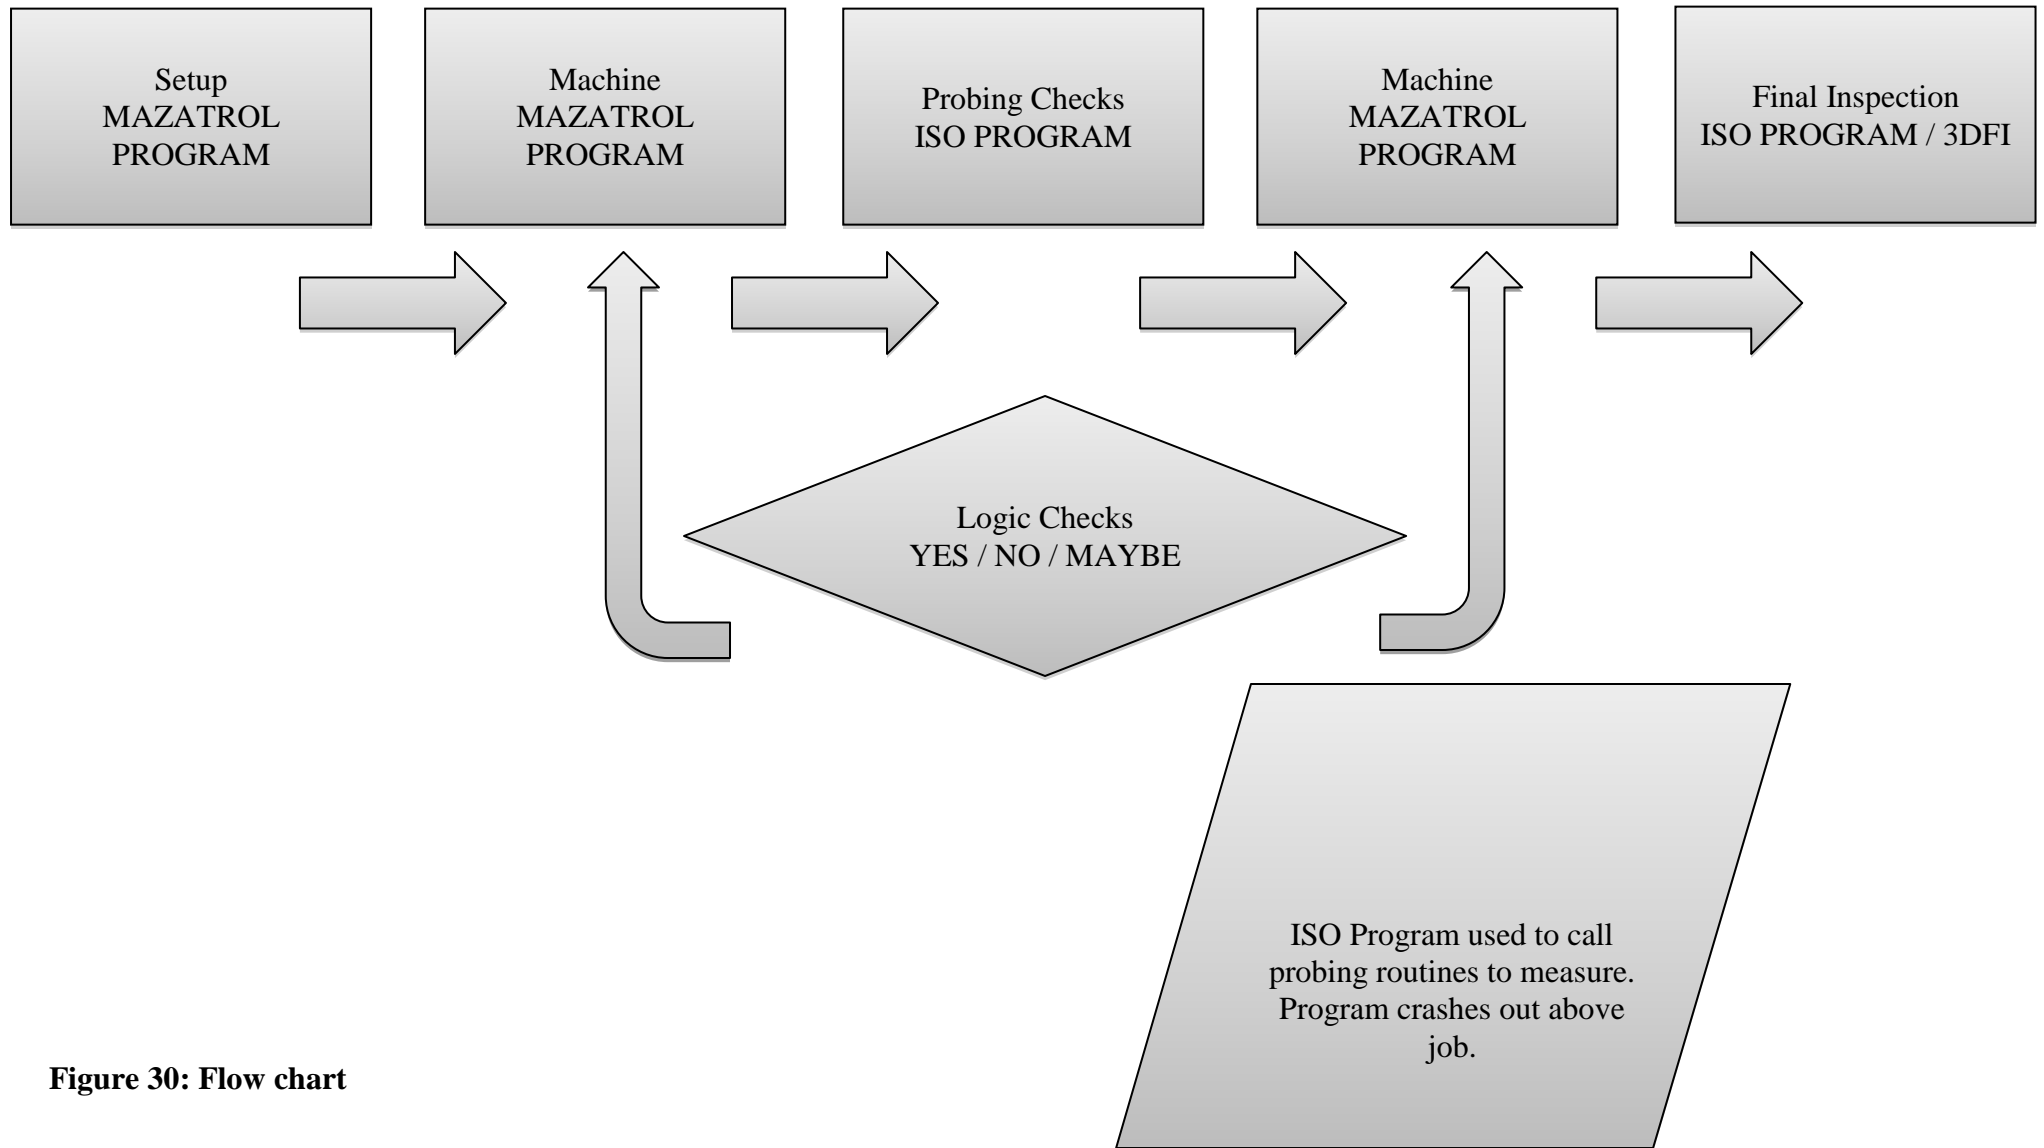 Setup
MAZATROL
PROGRAM
Machine
MAZATROL
PROGRAM
Probing Checks
ISO PROGRAM
Machine
MAZATROL
PROGRAM
Final Inspection
ISO PROGRAM / 3DFI
Logic Checks
YES / NO / MAYBE
ISO Program used to call
probing routines to measure.
Program crashes out above
job.
Figure 30: Flow chart